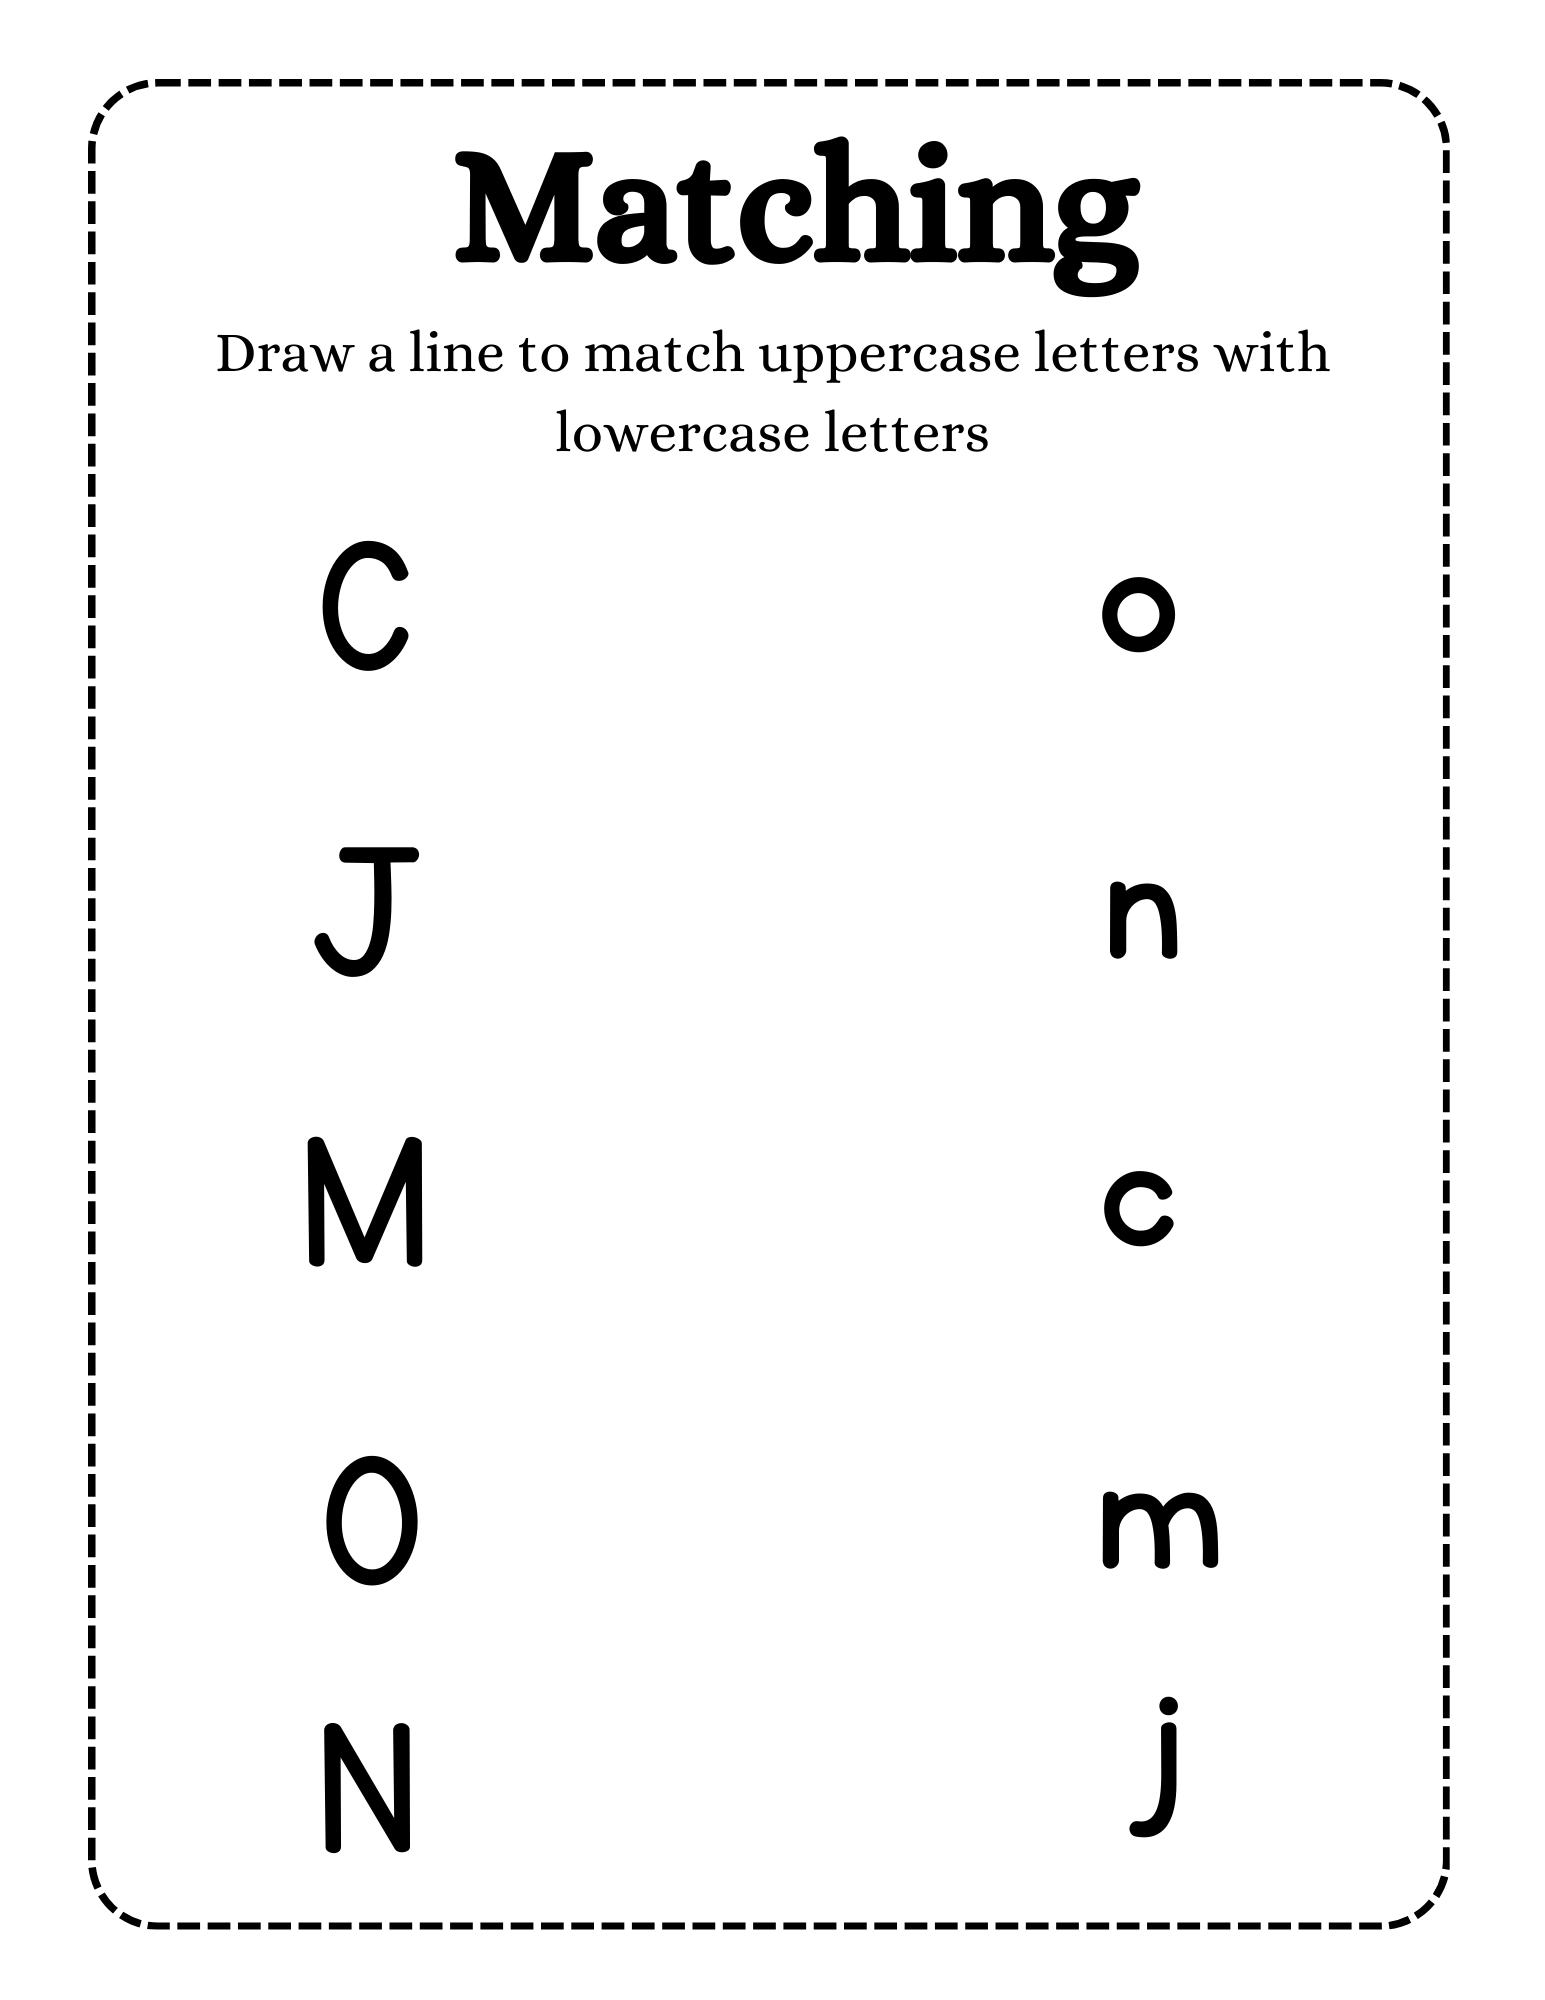 Matching
Draw a line to match uppercase letters with
lowercase letters
C o
J n
M c
O m
N j